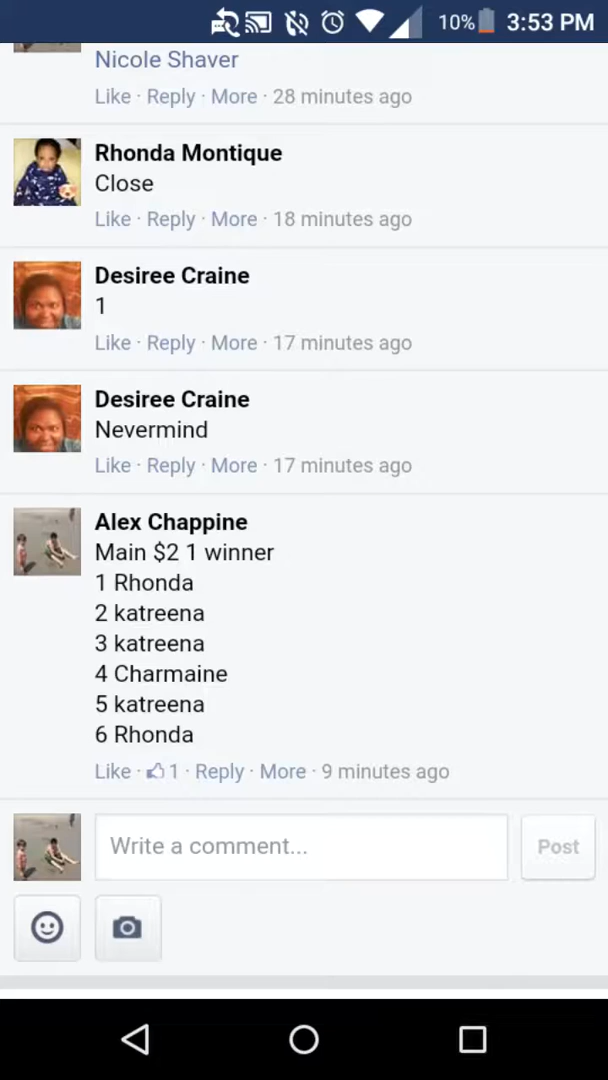 10% 3:53 PM
Nicole Shaver
Like · Reply · More · 28 minutes ago
Rhonda Montique
Close
Like · Reply · More · 18 minutes ago
Desiree Craine
1
Like · Reply · More · 17 minutes ago
Desiree Craine
Nevermind
Like · Reply · More · 17 minutes ago
Alex Chappine
Main $2 1 winner
1 Rhonda
2 katreena
3 katreena
4 Charmaine
5 katreena
6 Rhonda
Like · 1 · Reply · More · 9 minutes ago
Write a comment... Post